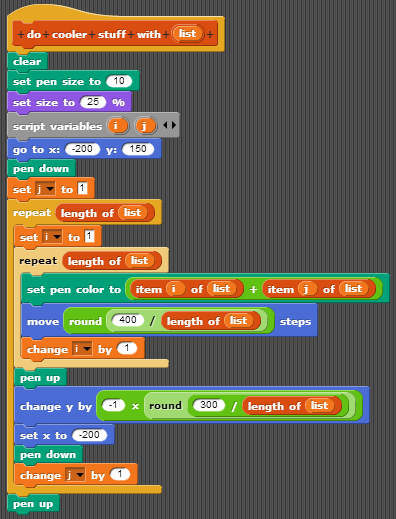 + do + cooler + stuff + with + list +
clear
set pen size to 10
set size to 25 %
script variables i j
go to x: -200 y: 150
pen down
set j to 1
repeat length of list
set i to 1
repeat length of list
set pen color to item i of list + item j of list
move round 400 / length of list steps
change i by 1
pen up
change y by -1 x round 300 / length of list
set x to -200
pen down
change j by 1
pen up